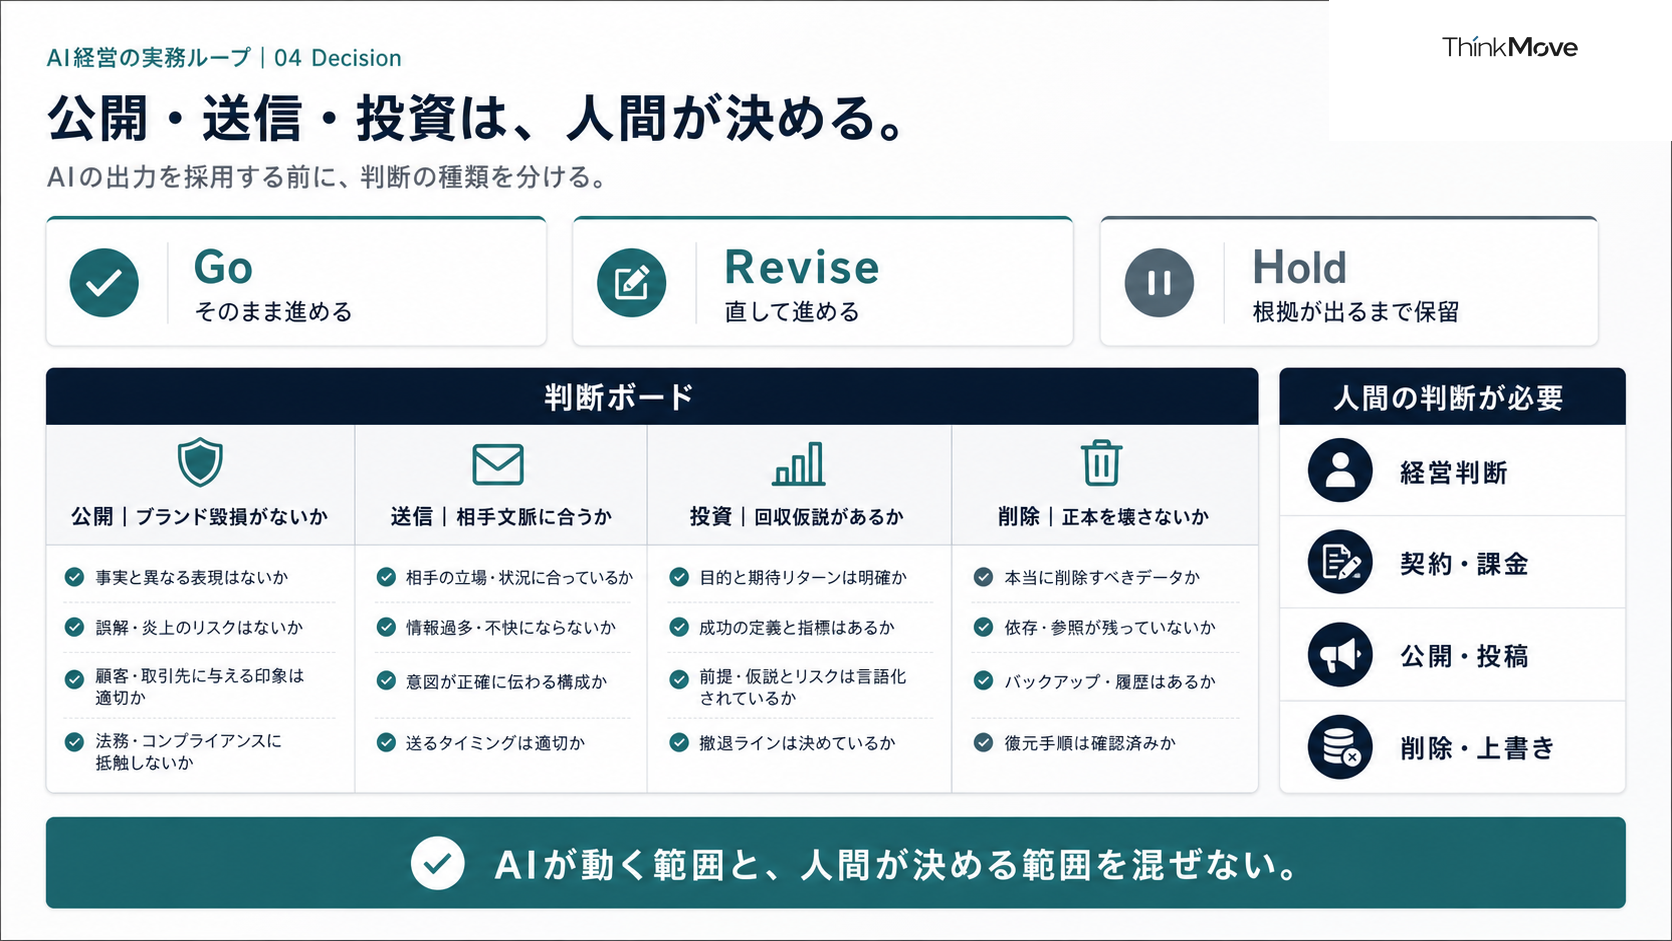 AI経営の実務ループ｜04 Decision
ThinkMove
公開・送信・投資は、人間が決める。
AIの出力を採用する前に、判断の種類を分ける。
Go
そのまま進める
Revise
直して進める
Hold
根拠が出るまで保留
判断ボード
公開｜ブランド毀損がないか
事実と異なる表現はないか
誤解・炎上のリスクはないか
顧客・取引先に与える印象は
適切か
法務・コンプライアンスに
抵触しないか
送信｜相手文脈に合うか
相手の立場・状況に合っているか
情報過多・不快にならないか
意図が正確に伝わる構成か
送るタイミングは適切か
投資｜回収仮説があるか
目的と期待リターンは明確か
成功の定義と指標はあるか
前提・仮説とリスクは言語化
されているか
撤退ラインは決めているか
削除｜正本を壊さないか
本当に削除すべきデータか
依存・参照が残っていないか
バックアップ・履歴はあるか
復元手順は確認済みか
人間の判断が必要
経営判断
契約・課金
公開・投稿
削除・上書き
AIが動く範囲と、人間が決める範囲を混ぜない。